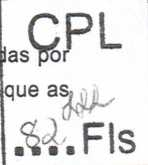 CPL
das por
que as
82
....Fls